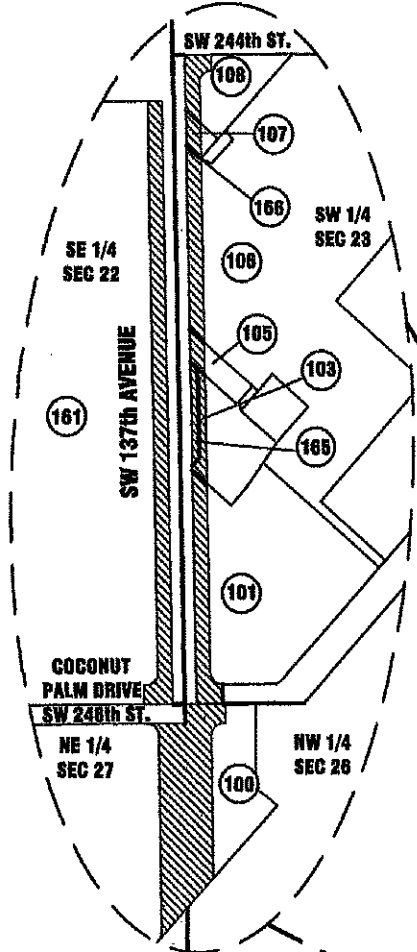 SW 244th ST.
108
107
166
SW 1/4
SEC 23
SE 1/4
SEC 22
106
105
103
SW 137th AVENUE
161
165
101
COCONUT
PALM DRIVE
SW 248th ST.
NE 1/4
SEC 27
NW 1/4
SEC 26
100